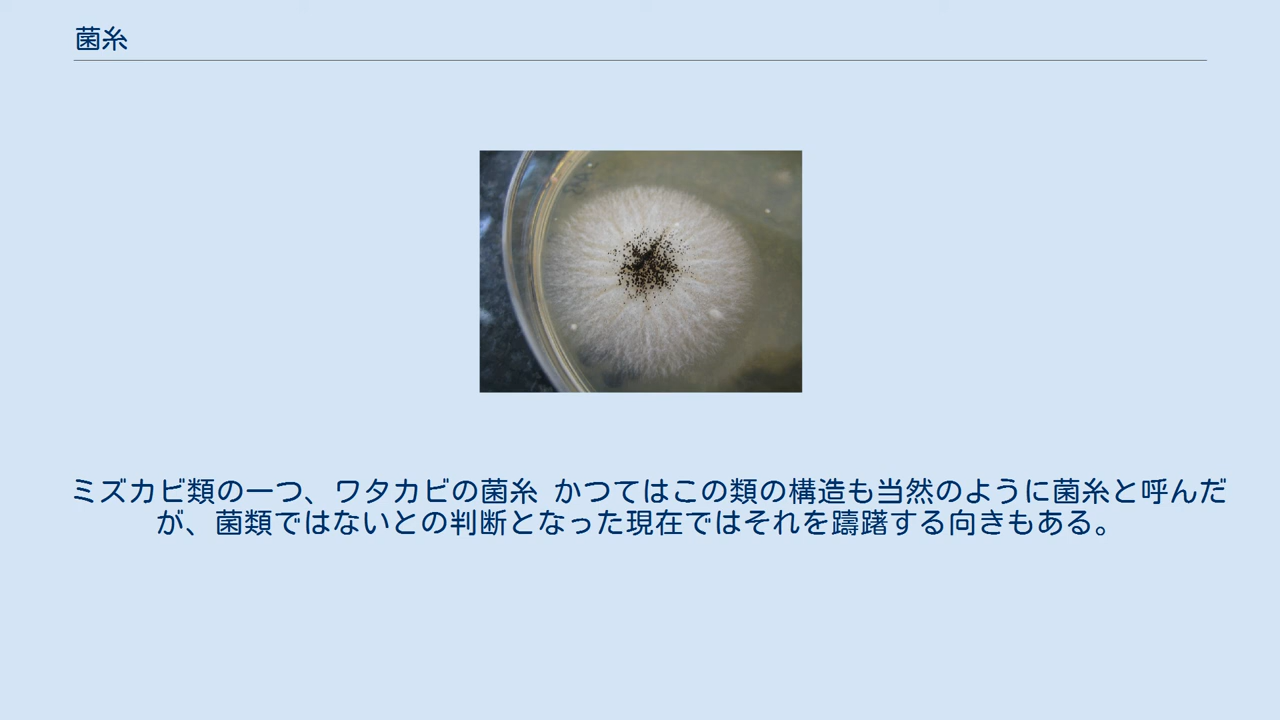 菌糸
ミズカビ類の一つ、ワタカビの菌糸 かつてはこの類の構造も当然のように菌糸と呼んだ
が、菌類ではないとの判断となった現在ではそれを躊躇する向きもある。